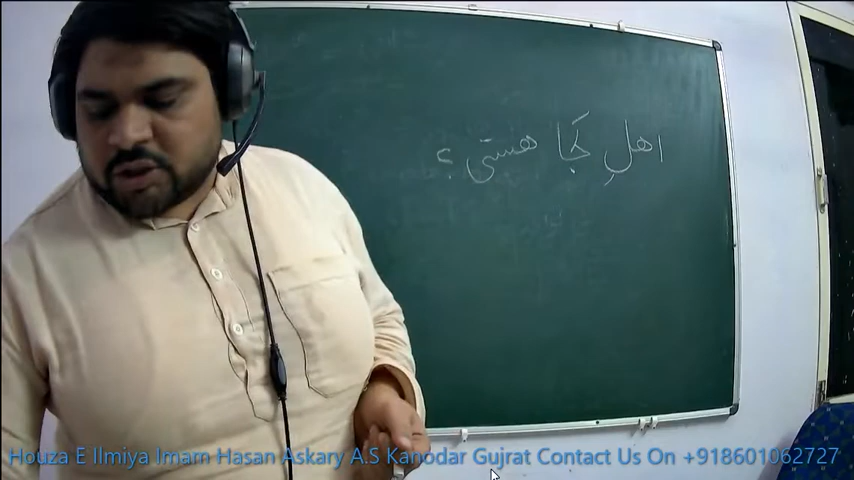 اهلِ کجا هستی؟
Houza E Ilmiya Imam Hasan Askary A.S Kanodar Gujrat Contact Us On +918601062727